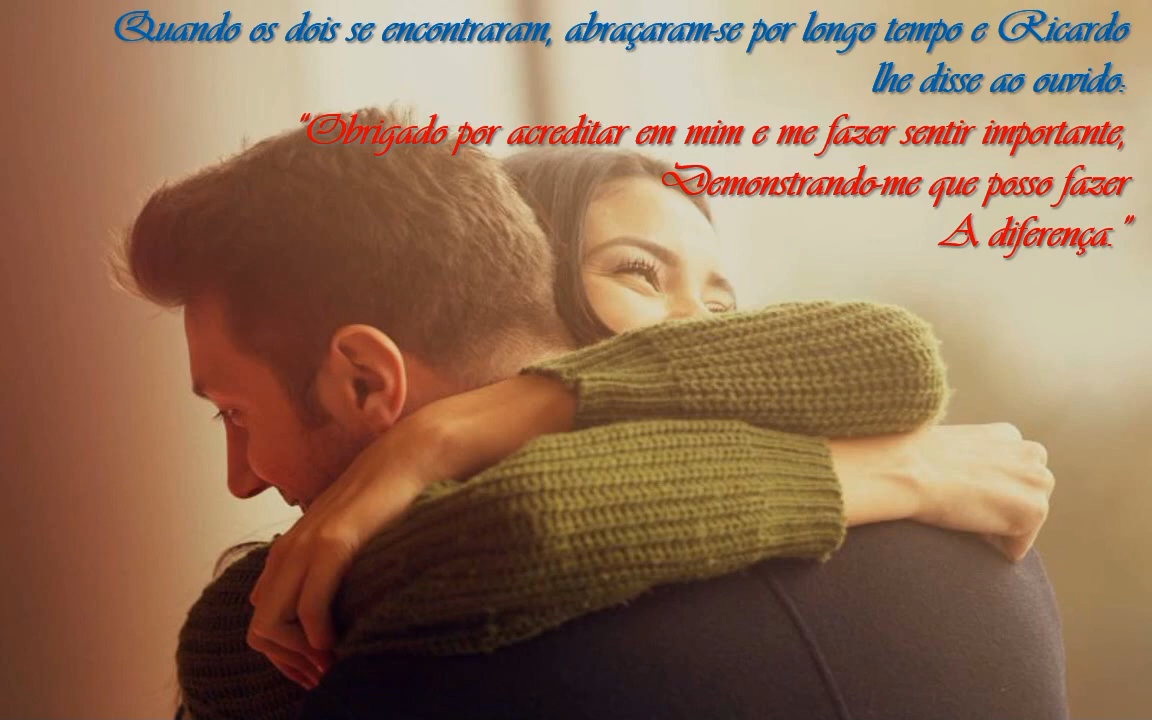 Quando os dois se encontraram, abraçaram-se por longo tempo e Ricardo
lhe disse ao ouvido:
“Obrigado por acreditar em mim e me fazer sentir importante,
Demonstrando-me que posso fazer
A diferença.”